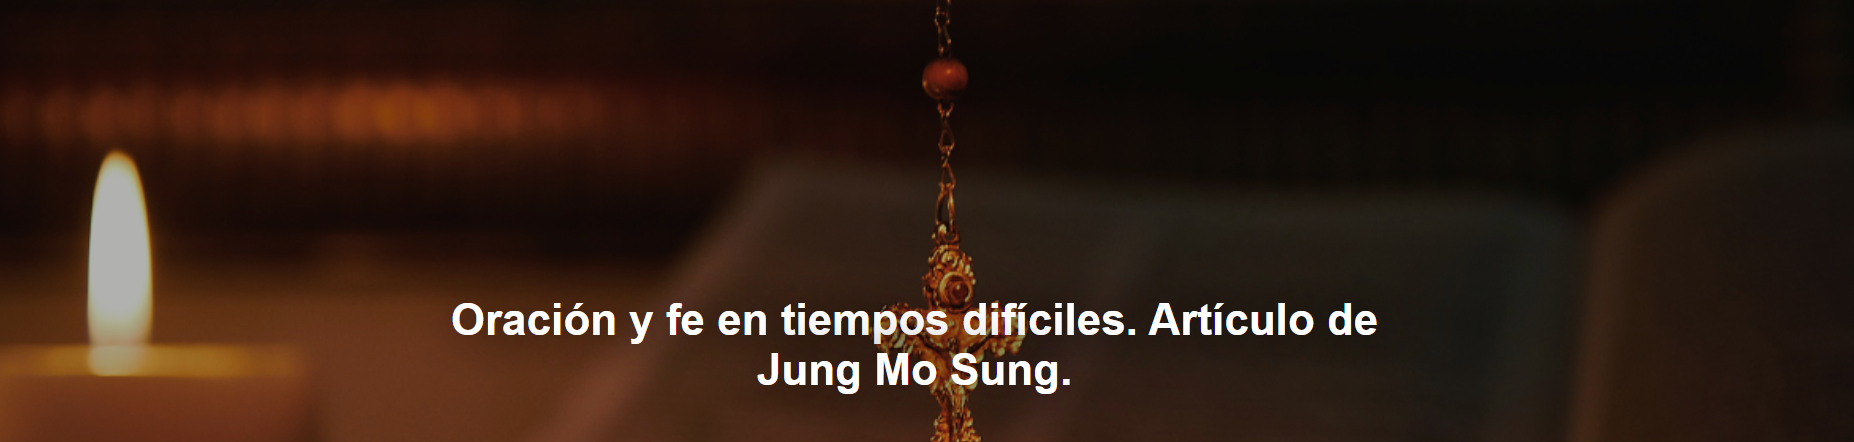 Oración y fe en tiempos difíciles. Artículo de
Jung Mo Sung.